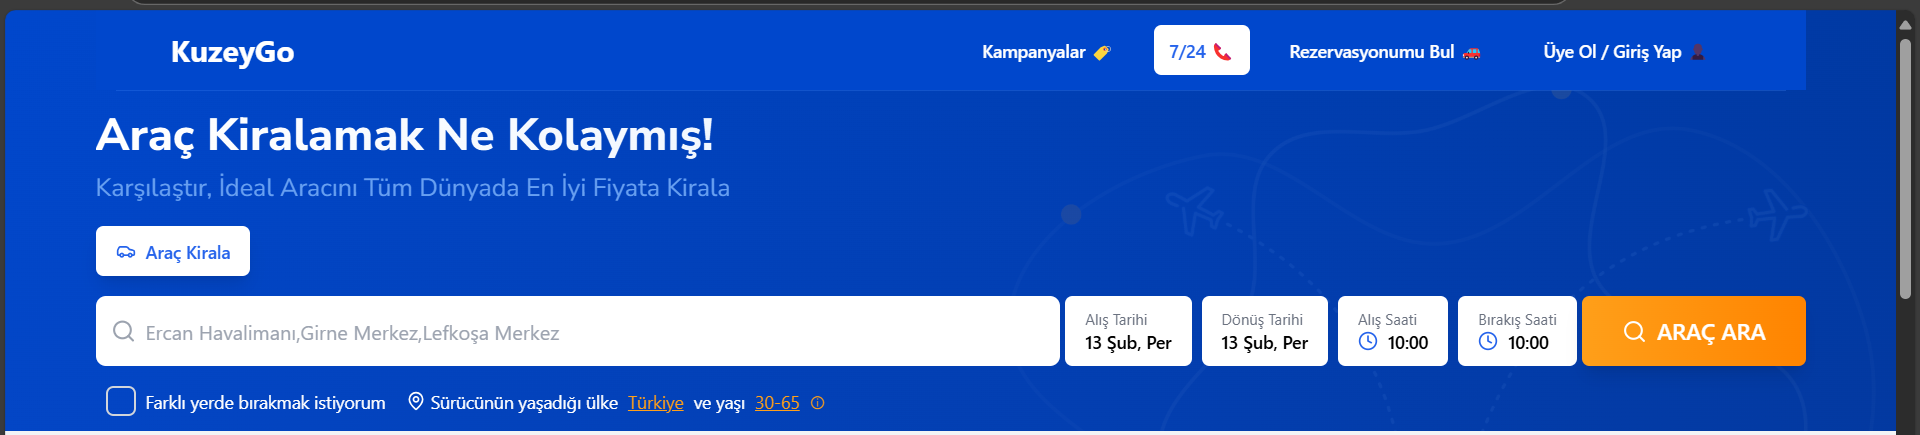 KuzeyGo
Kampanyalar
7/24
Rezervasyonumu Bul
Üye Ol / Giriş Yap
Araç Kiralamak Ne Kolaymış!
Karşılaştır, İdeal Aracını Tüm Dünyada En İyi Fiyata Kirala
Araç Kirala
Ercan Havalimanı,Girne Merkez,Lefkoşa Merkez
Alış Tarihi
13 Şub, Per
Dönüş Tarihi
13 Şub, Per
Alış Saati
10:00
Bırakış Saati
10:00
ARAÇ ARA
Farklı yerde bırakmak istiyorum
Sürücünün yaşadığı ülke Türkiye ve yaşı 30-65